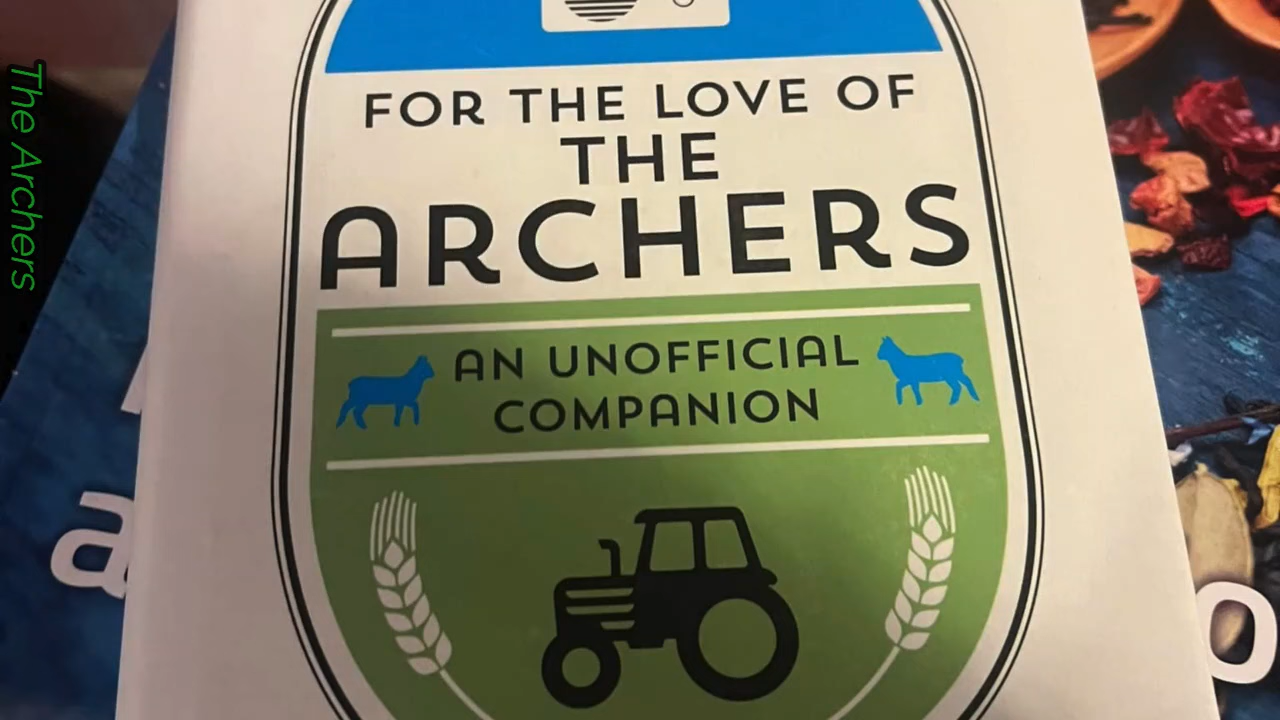 The Archers
FOR THE LOVE OF
THE
ARCHERS
AN UNOFFICIAL
COMPANION
a
o